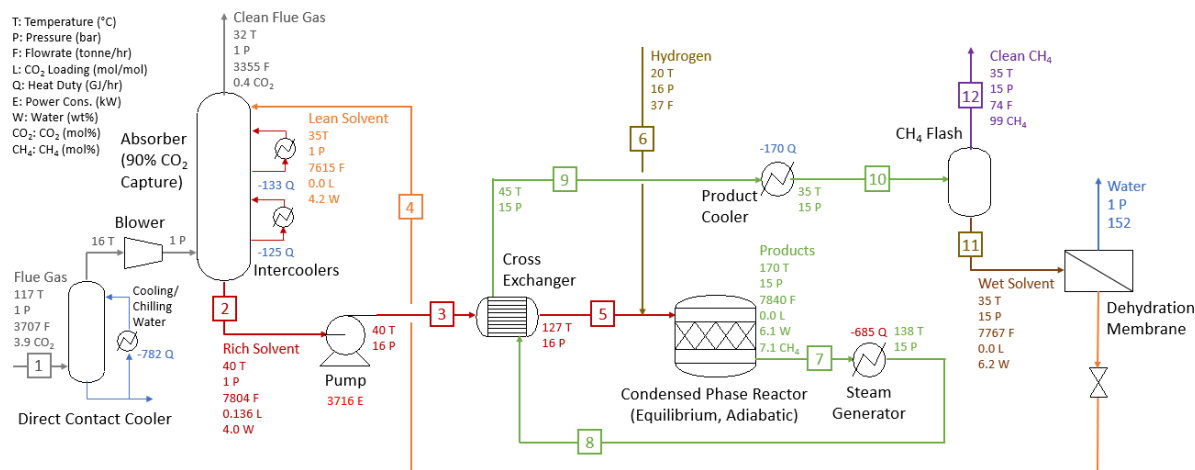 T: Temperature (°C)
P: Pressure (bar)
F: Flowrate (tonne/hr)
L: CO₂ Loading (mol/mol)
Q: Heat Duty (GJ/hr)
E: Power Cons. (kW)
W: Water (wt%)
CO₂: CO₂ (mol%)
CH₄: CH₄ (mol%)
Clean Flue Gas
32 T
1 P
3355 F
0.4 CO₂
Absorber
(90% CO₂
Capture)
Lean Solvent
35T
1 P
7615 F
0.0 L
4.2 W
-133 Q
-125 Q
Intercoolers
4
Blower
16 T
1 P
Flue Gas
117 T
1 P
3707 F
3.9 CO₂
1
Cooling/
Chilling
Water
-782 Q
Direct Contact Cooler
2
Rich Solvent
40 T
1 P
7804 F
0.136 L
4.0 W
Pump
3716 E
40 T
16 P
3
Cross
Exchanger
127 T
16 P
5
Hydrogen
20 T
16 P
37 F
6
45 T
15 P
9
-170 Q
Product
Cooler
35 T
15 P
10
Products
170 T
15 P
7840 F
0.0 L
6.1 W
7.1 CH₄
7
Condensed Phase Reactor
(Equilibrium, Adiabatic)
-685 Q
138 T
15 P
Steam
Generator
8
Clean CH₄
35 T
15 P
74 F
99 CH₄
12
CH₄ Flash
11
Wet Solvent
35 T
15 P
7767 F
0.0 L
6.2 W
Water
1 P
152
Dehydration
Membrane